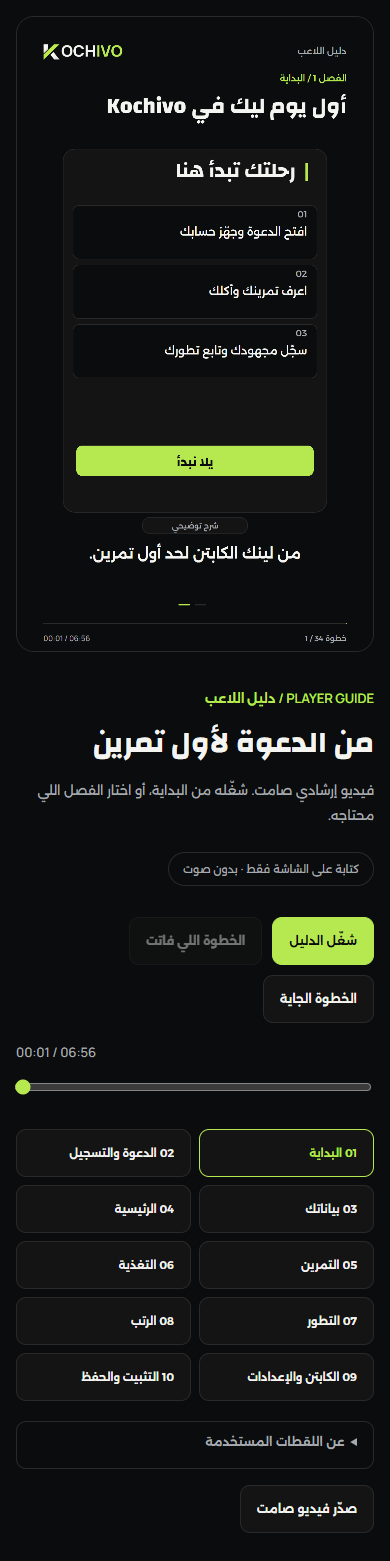 KOCHIVO
دليل اللاعب
الفصل 1 / البداية
أول يوم ليك في Kochivo
رحلتك تبدأ هنا
01
افتح الدعوة وجهّز حسابك
02
اعرف تمرينك وأكلك
03
سجّل مجهودك وتابع تطورك
يلا نبدأ
شرح توضيحي
من لينك الكابتن لحد أول تمرين.
00:01 / 06:56
خطوة 34 / 1
PLAYER GUIDE / دليل اللاعب
من الدعوة لأول تمرين
فيديو إرشادي صامت. شغّله من البداية، أو اختار الفصل اللي
محتاجه.
كتابة على الشاشة فقط · بدون صوت
شغّل الدليل
الخطوة اللي فاتت
الخطوة الجاية
00:01 / 06:56
01 البداية
02 الدعوة والتسجيل
03 بياناتك
04 الرئيسية
05 التمرين
06 التغذية
07 التطور
08 الرتب
09 الكابتن والإعدادات
10 التثبيت والحفظ
عن اللقطات المستخدمة
صدّر فيديو صامت